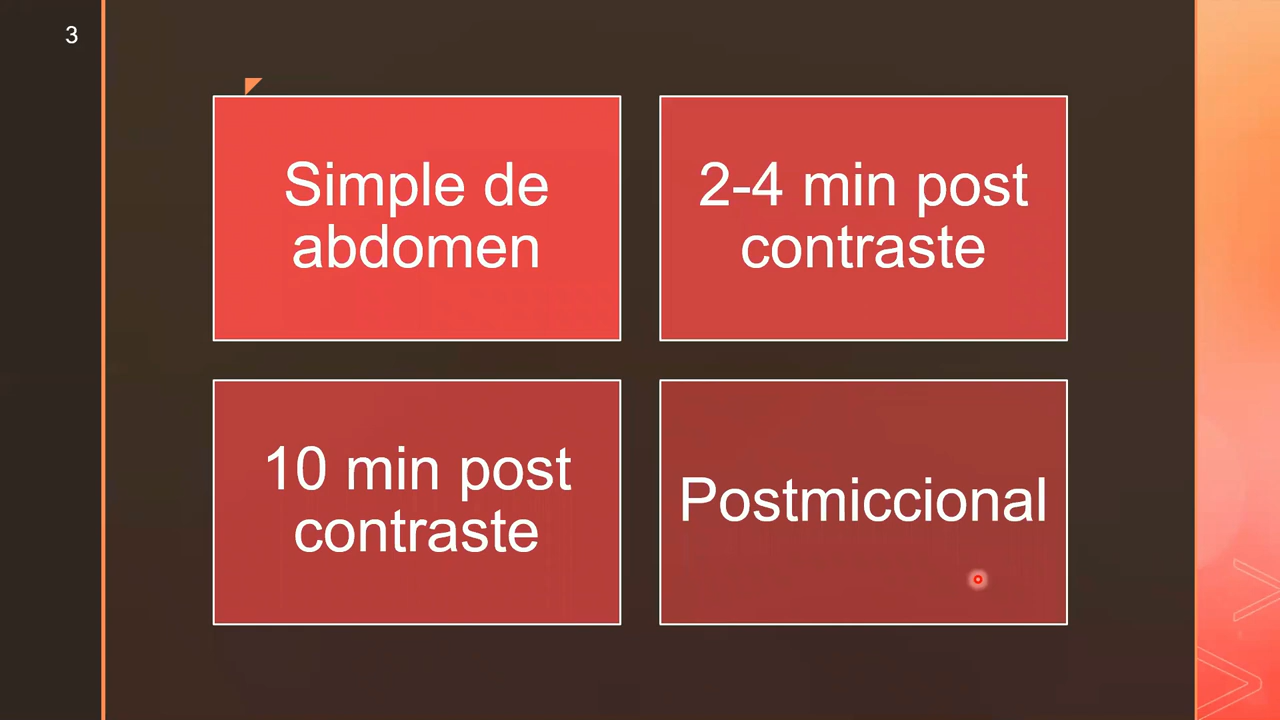 3
Simple de
abdomen
2-4 min post
contraste
10 min post
contraste
Postmiccional